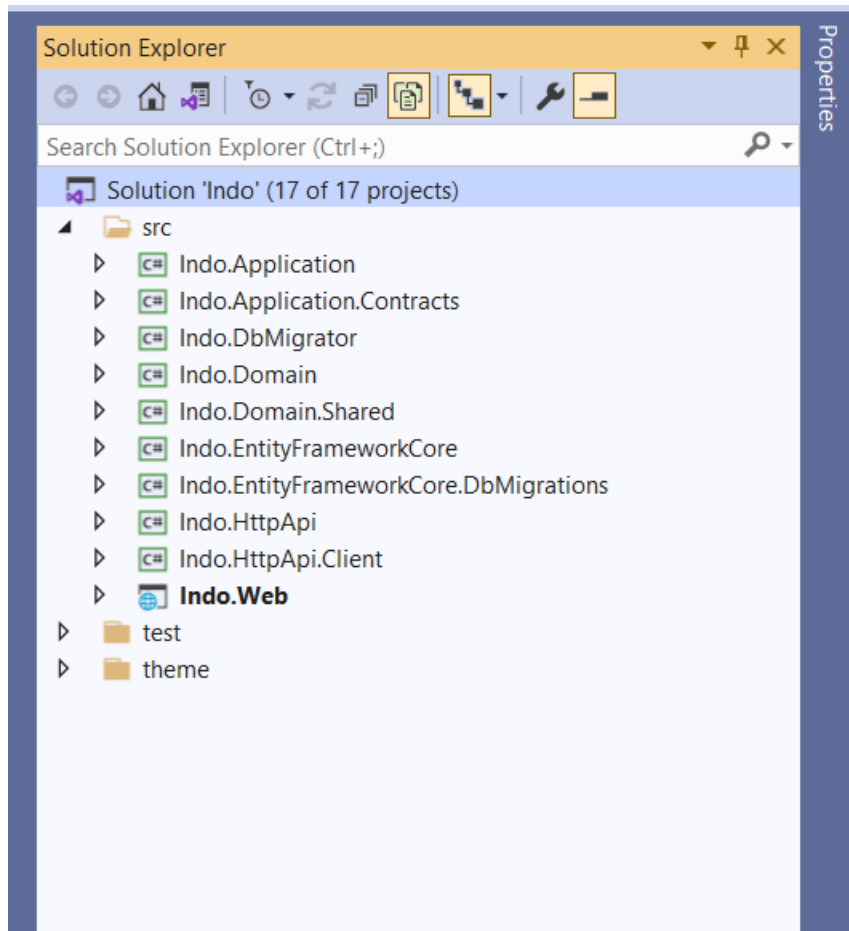 Solution Explorer
Properties
Search Solution Explorer (Ctrl+;)
Solution 'Indo' (17 of 17 projects)
src
C# Indo.Application
C# Indo.Application.Contracts
C# Indo.DbMigrator
C# Indo.Domain
C# Indo.Domain.Shared
C# Indo.EntityFrameworkCore
C# Indo.EntityFrameworkCore.DbMigrations
C# Indo.HttpApi
C# Indo.HttpApi.Client
Indo.Web
test
theme